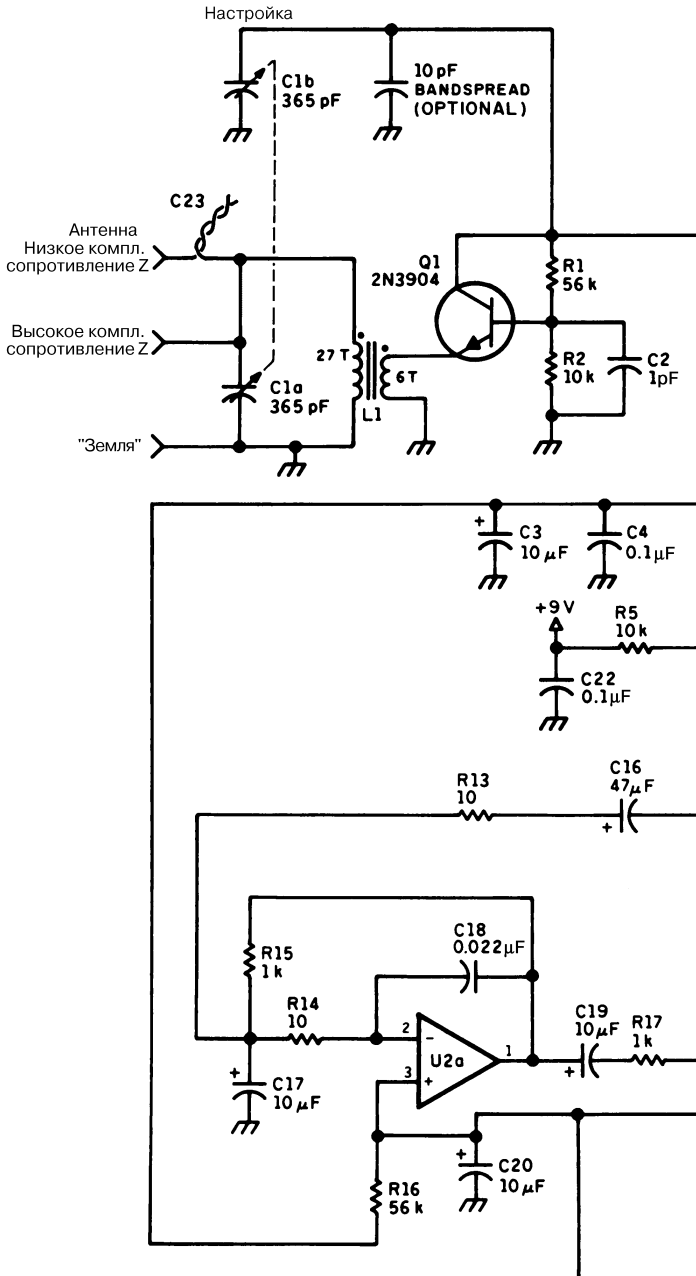 Настройка
C1b
365 pF
10 pF
BANDSPREAD
(OPTIONAL)
C23
Антенна
Низкое компл.
сопротивление Z
Q1
2N3904
R1
56 k
Высокое компл.
сопротивление Z
27 T
6T
L1
R2
10 k
C2
1pF
C1a
365 pF
"Земля"
+
C3
10 μF
C4
0.1μF
+9 V
R5
10 k
C22
0.1μF
R13
10
C16
47μF
+
R15
1 k
C18
0.022μF
R14
10
2
−
U2a
1
3
+
C19
10μF
+
R17
1 k
+
C17
10 μF
+
C20
10 μF
R16
56 k